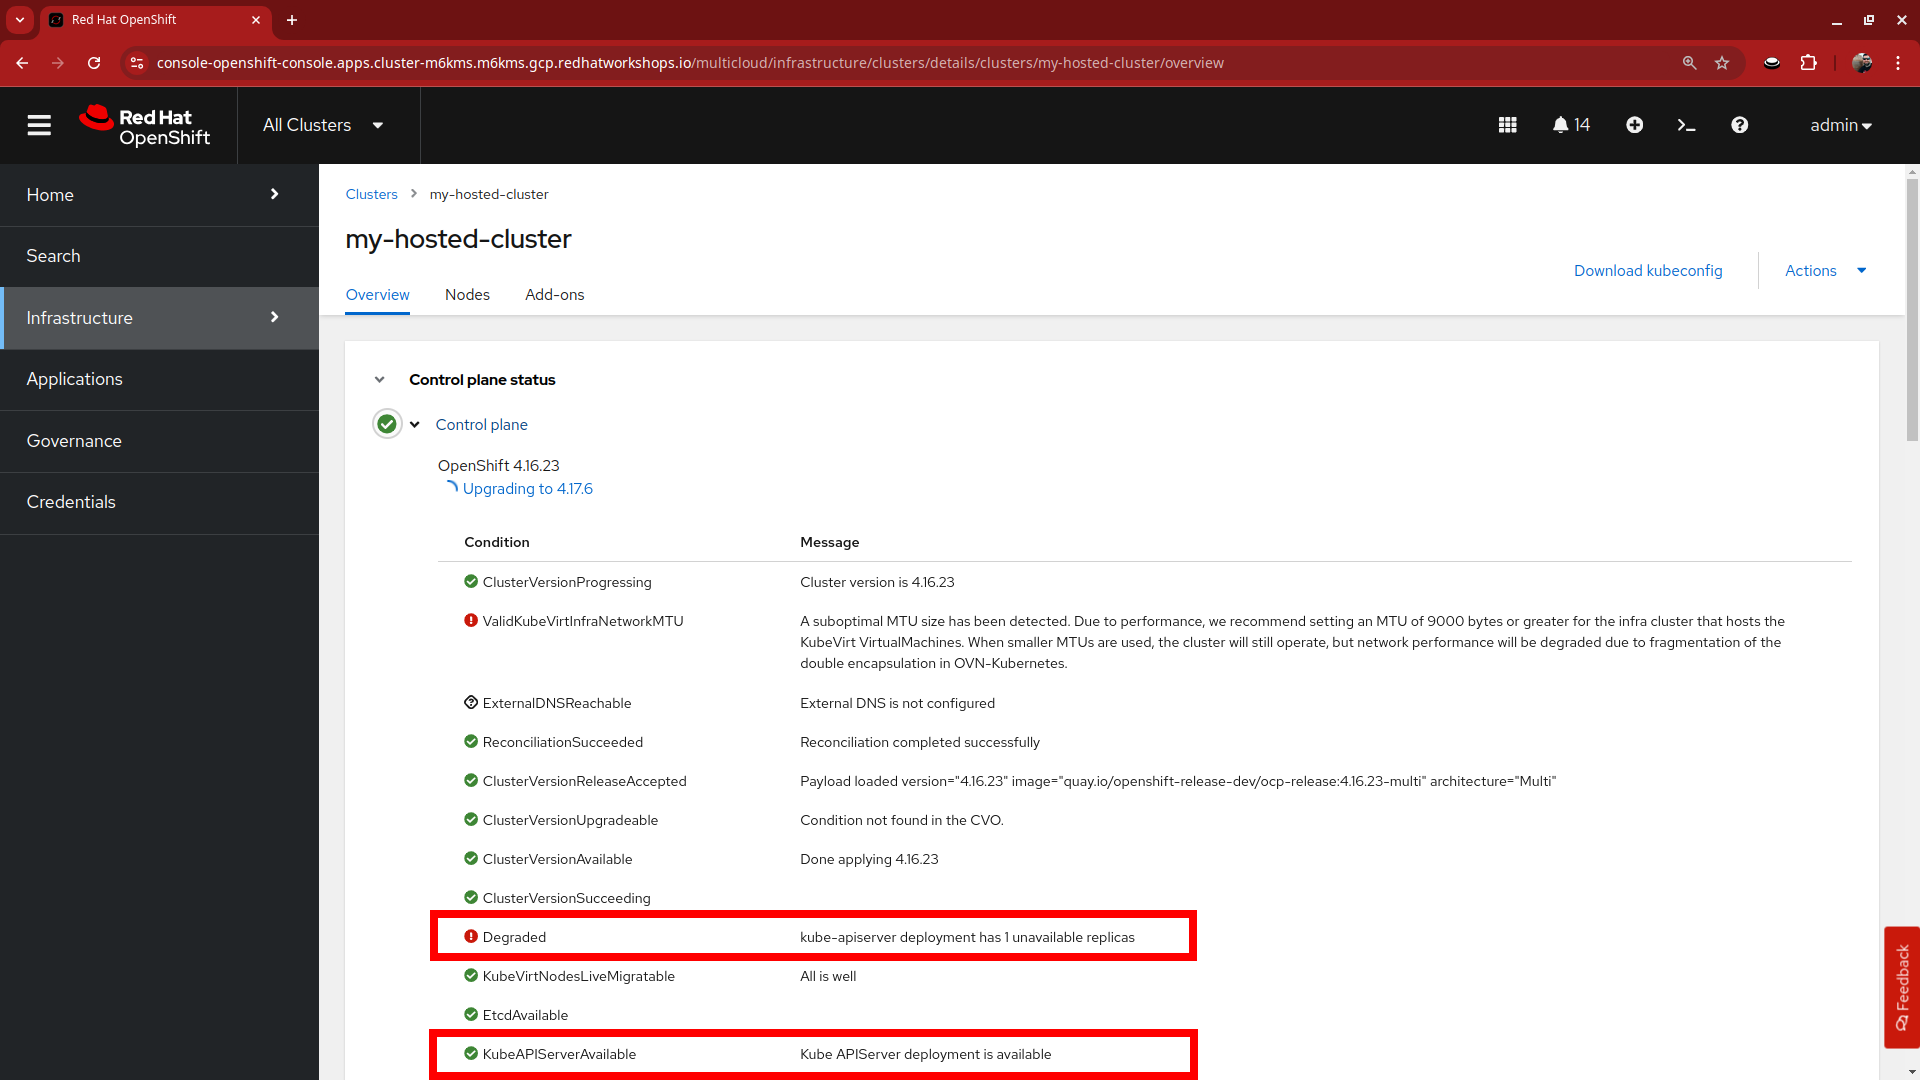 Red Hat OpenShift
console-openshift-console.apps.cluster-m6kms.m6kms.gcp.redhatworkshops.io/multicloud/infrastructure/clusters/details/clusters/my-hosted-cluster/overview
Red Hat
OpenShift
All Clusters
14
admin
Home
Search
Infrastructure
Applications
Governance
Credentials
Clusters
my-hosted-cluster
my-hosted-cluster
Download kubeconfig
Actions
Overview
Nodes
Add-ons
Control plane status
Control plane
OpenShift 4.16.23
Upgrading to 4.17.6
Condition
Message
ClusterVersionProgressing
Cluster version is 4.16.23
ValidKubeVirtInfraNetworkMTU
A suboptimal MTU size has been detected. Due to performance, we recommend setting an MTU of 9000 bytes or greater for the infra cluster that hosts the
KubeVirt VirtualMachines. When smaller MTUs are used, the cluster will still operate, but network performance will be degraded due to fragmentation of the
double encapsulation in OVN-Kubernetes.
ExternalDNSReachable
External DNS is not configured
ReconciliationSucceeded
Reconciliation completed successfully
ClusterVersionReleaseAccepted
Payload loaded version="4.16.23" image="quay.io/openshift-release-dev/ocp-release:4.16.23-multi" architecture="Multi"
ClusterVersionUpgradeable
Condition not found in the CVO.
ClusterVersionAvailable
Done applying 4.16.23
ClusterVersionSucceeding
Degraded
kube-apiserver deployment has 1 unavailable replicas
KubeVirtNodesLiveMigratable
All is well
EtcdAvailable
KubeAPIServerAvailable
Kube APIServer deployment is available
Feedback